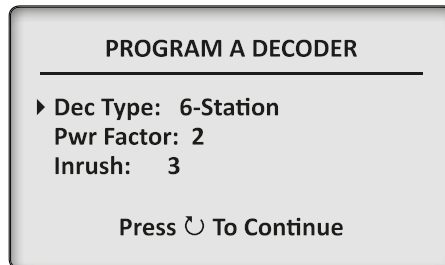 PROGRAM A DECODER
Dec Type: 6-Station
Pwr Factor: 2
Inrush: 3
Press ↻ To Continue